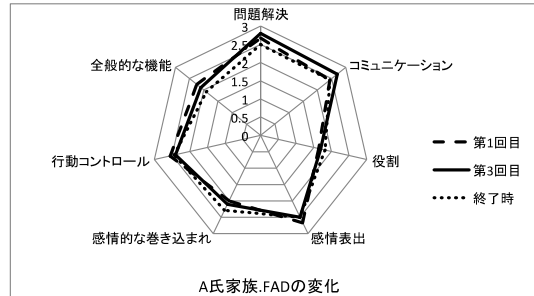 問題解決
3
2.5
2
1.5
1
0.5
0
コミュニケーション
役割
感情表出
感情的な巻き込まれ
行動コントロール
全般的な機能
第1回目
第3回目
終了時
A氏家族.FADの変化